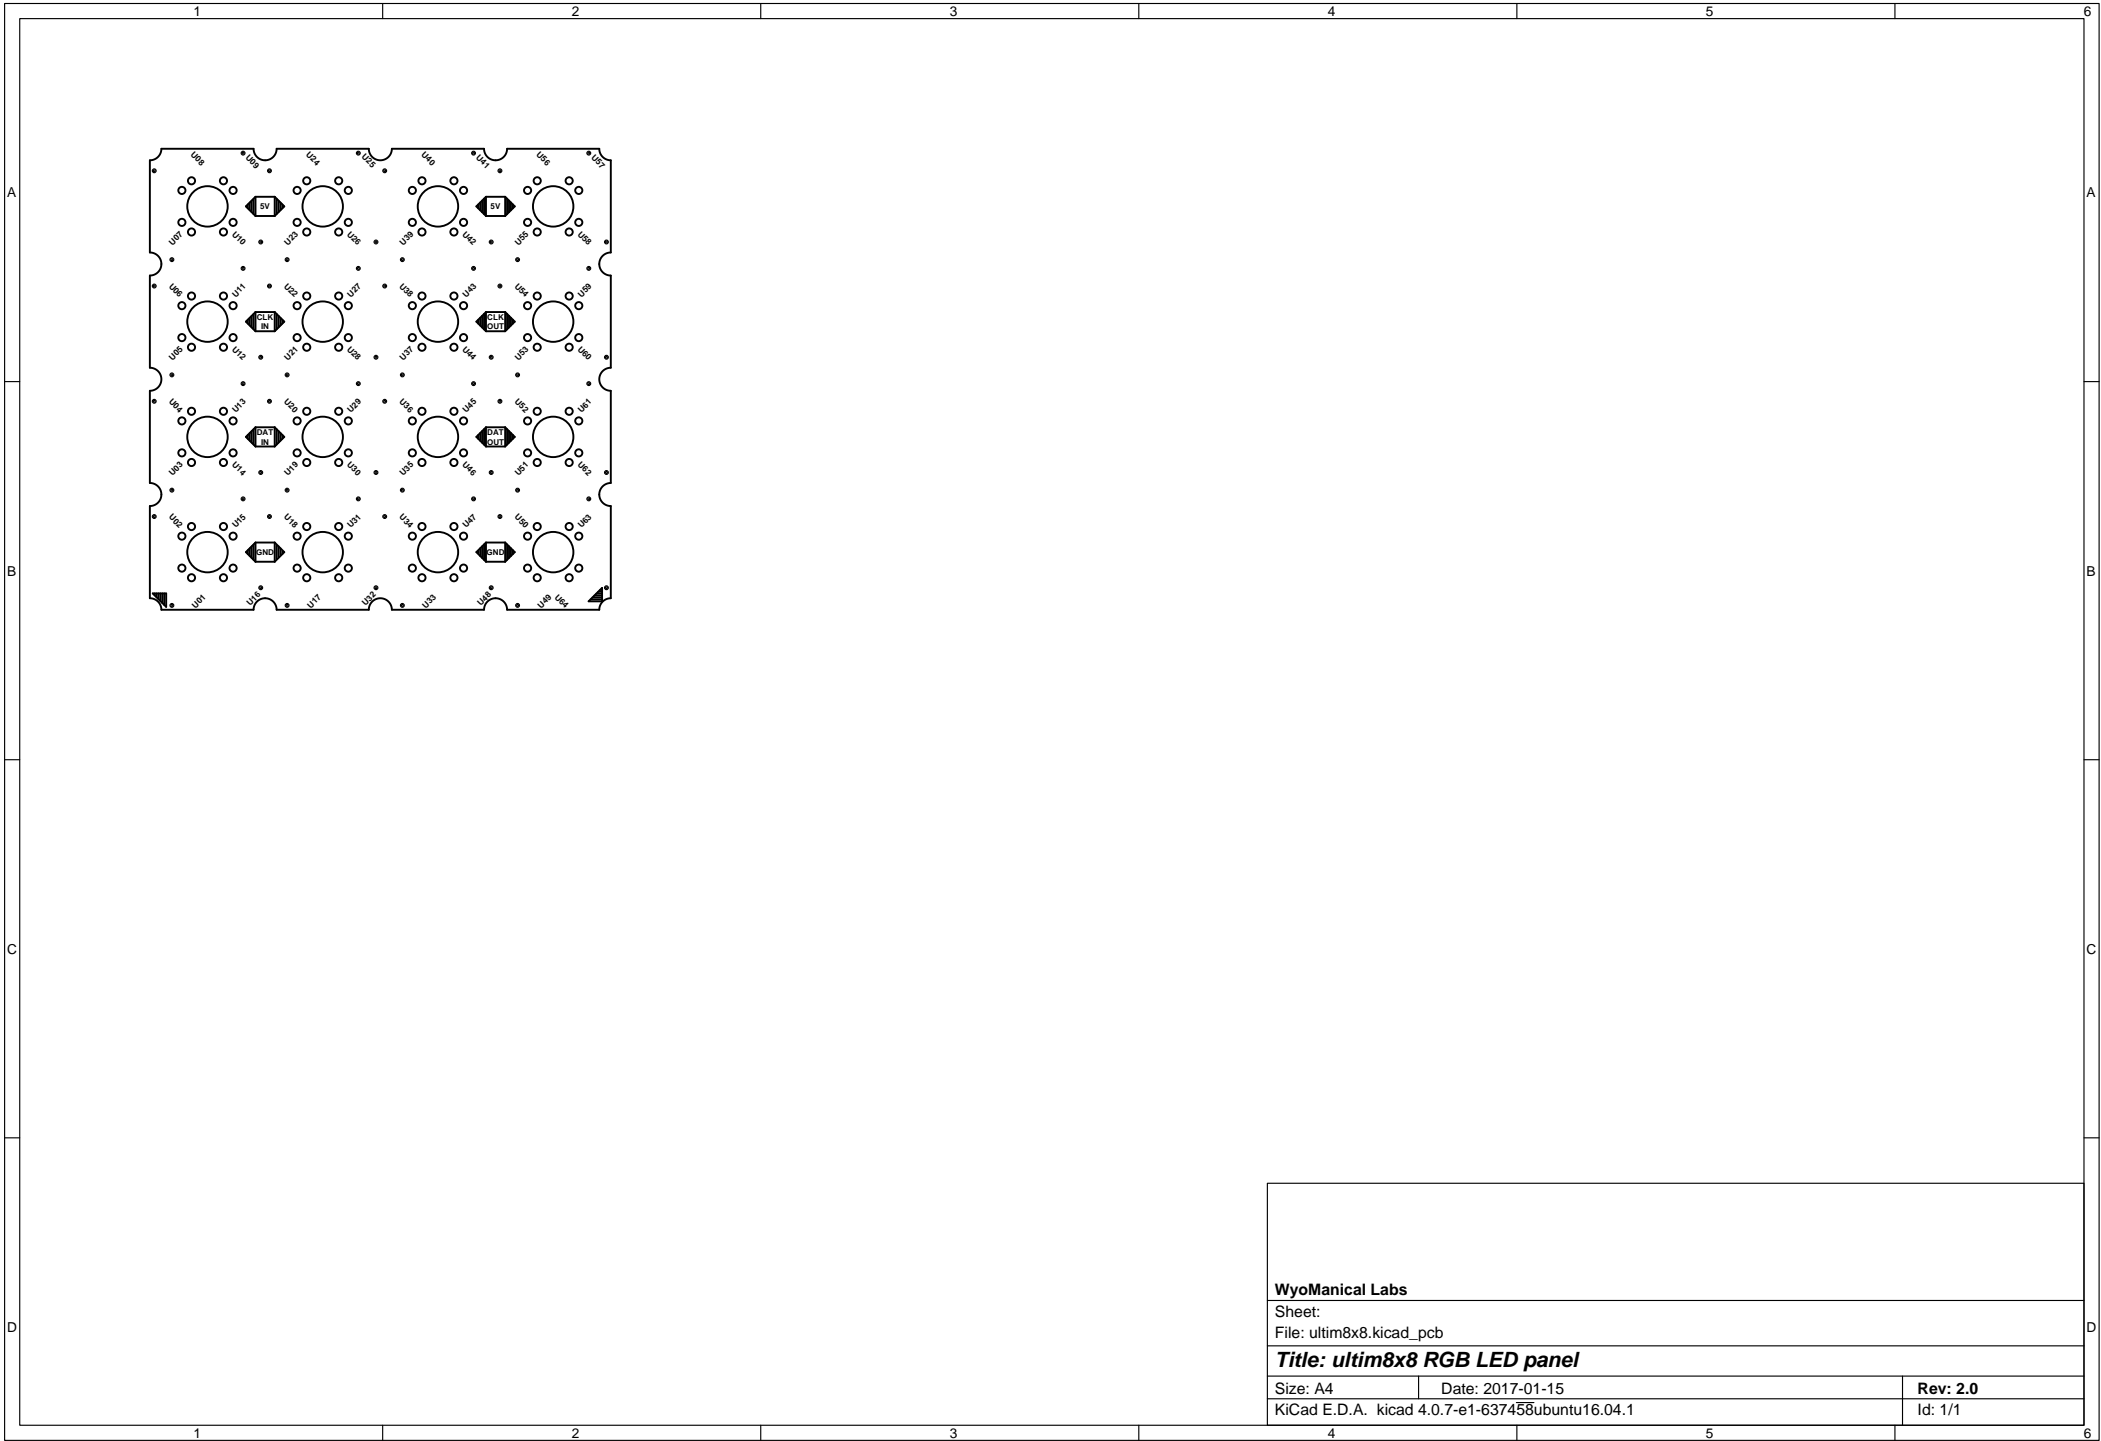 1 2 3 4 5 6
U08 U09 U24 U25 U40 U41 U56 U57
A 5V 5V A
U07 U10 U23 U26 U39 U42 U55 U58
U06 U11 U22 U27 U38 U43 U54 U59
CLK IN CLK OUT
U05 U12 U21 U28 U37 U44 U53 U60
U04 U13 U20 U29 U36 U45 U52 U61
DAT IN DAT OUT
U03 U14 U19 U30 U35 U46 U51 U62
U02 U15 U18 U31 U34 U47 U50 U63
GND GND
B B
U01 U16 U17 U32 U33 U48 U49 U64
C C
WyoManical Labs
Sheet:
D File: ultim8x8.kicad_pcb D
Title: ultim8x8 RGB LED panel
Size: A4 Date: 2017-01-15 Rev: 2.0
KiCad E.D.A. kicad 4.0.7-e1-637458ubuntu16.04.1 Id: 1/1
1 2 3 4 5 6